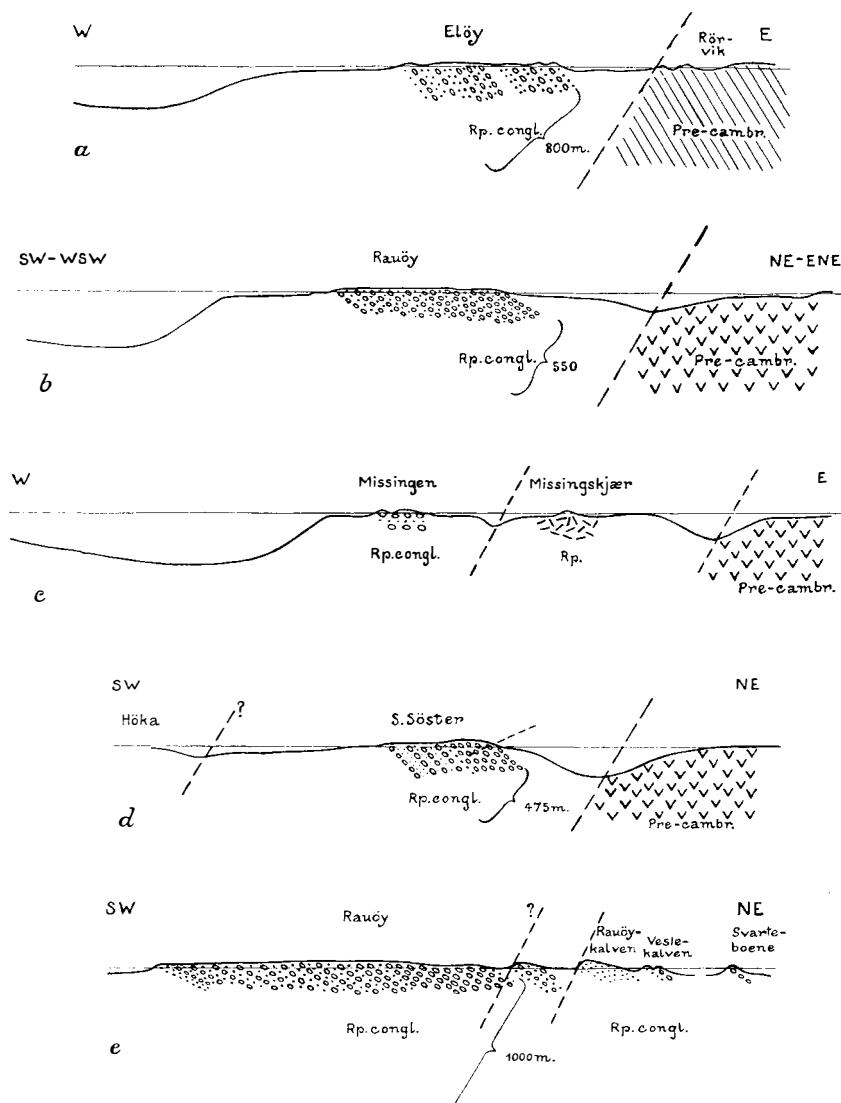 W
Elöy
Rör-
vik
E
Rp. congl.
800m.
Pre-cambr.
a
SW-WSW
Rauöy
NE-ENE
Rp. congl.
550
Pre-cambr.
b
W
Missingen
Missingskjær
E
Rp. congl.
Rp.
Pre-cambr.
c
SW
NE
Höka
?
S. Söster
Rp. congl.
475m.
Pre-cambr.
d
SW
Rauöy
?
Rauöy-
kalven
Vesle-
kalven
NE
Svarte-
boene
Rp. congl.
1000m.
Rp. congl.
e